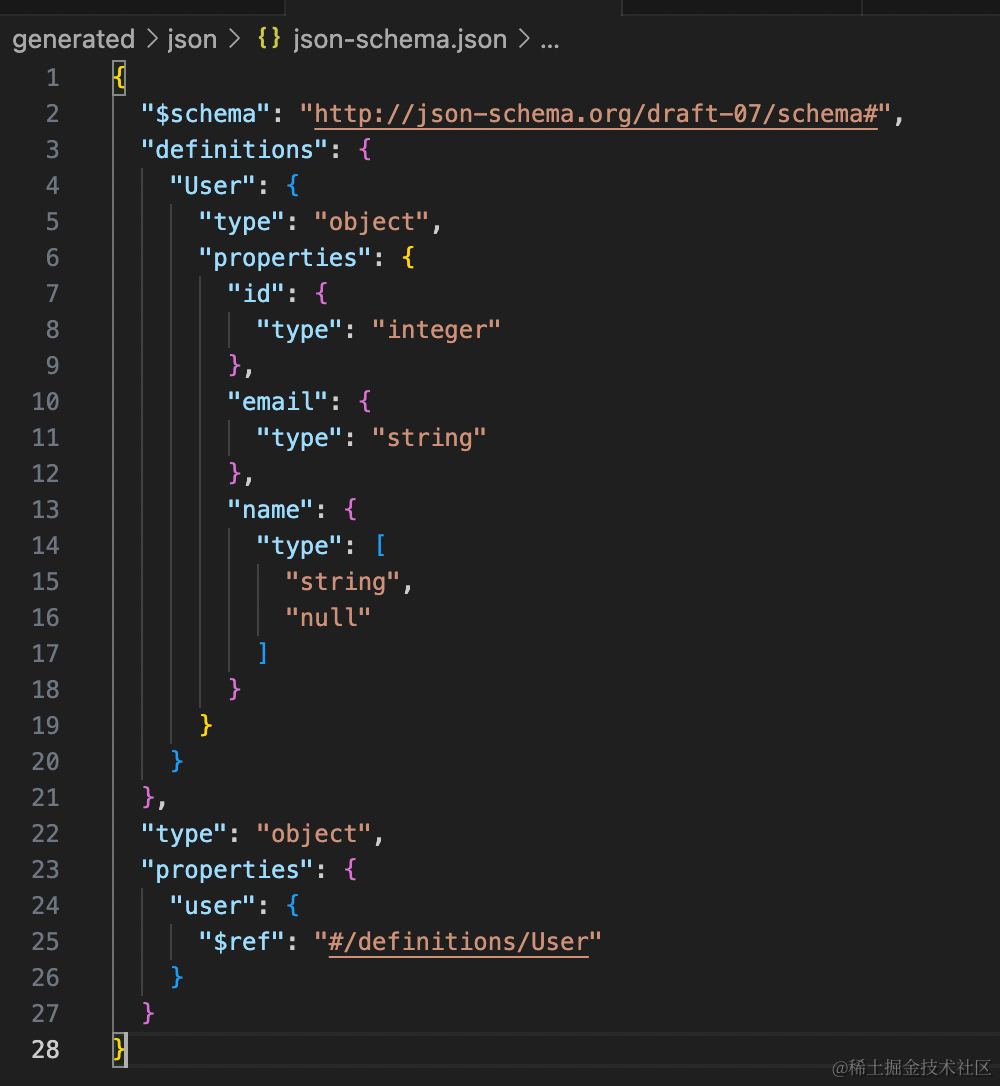 generated > json > {} json-schema.json > ...
1 {
2 "$schema": "http://json-schema.org/draft-07/schema#",
3 "definitions": {
4 "User": {
5 "type": "object",
6 "properties": {
7 "id": {
8 "type": "integer"
9 },
10 "email": {
11 "type": "string"
12 },
13 "name": {
14 "type": [
15 "string",
16 "null"
17 ]
18 }
19 }
20 }
21 },
22 "type": "object",
23 "properties": {
24 "user": {
25 "$ref": "#/definitions/User"
26 }
27 }
28 }
@稀土掘金技术社区